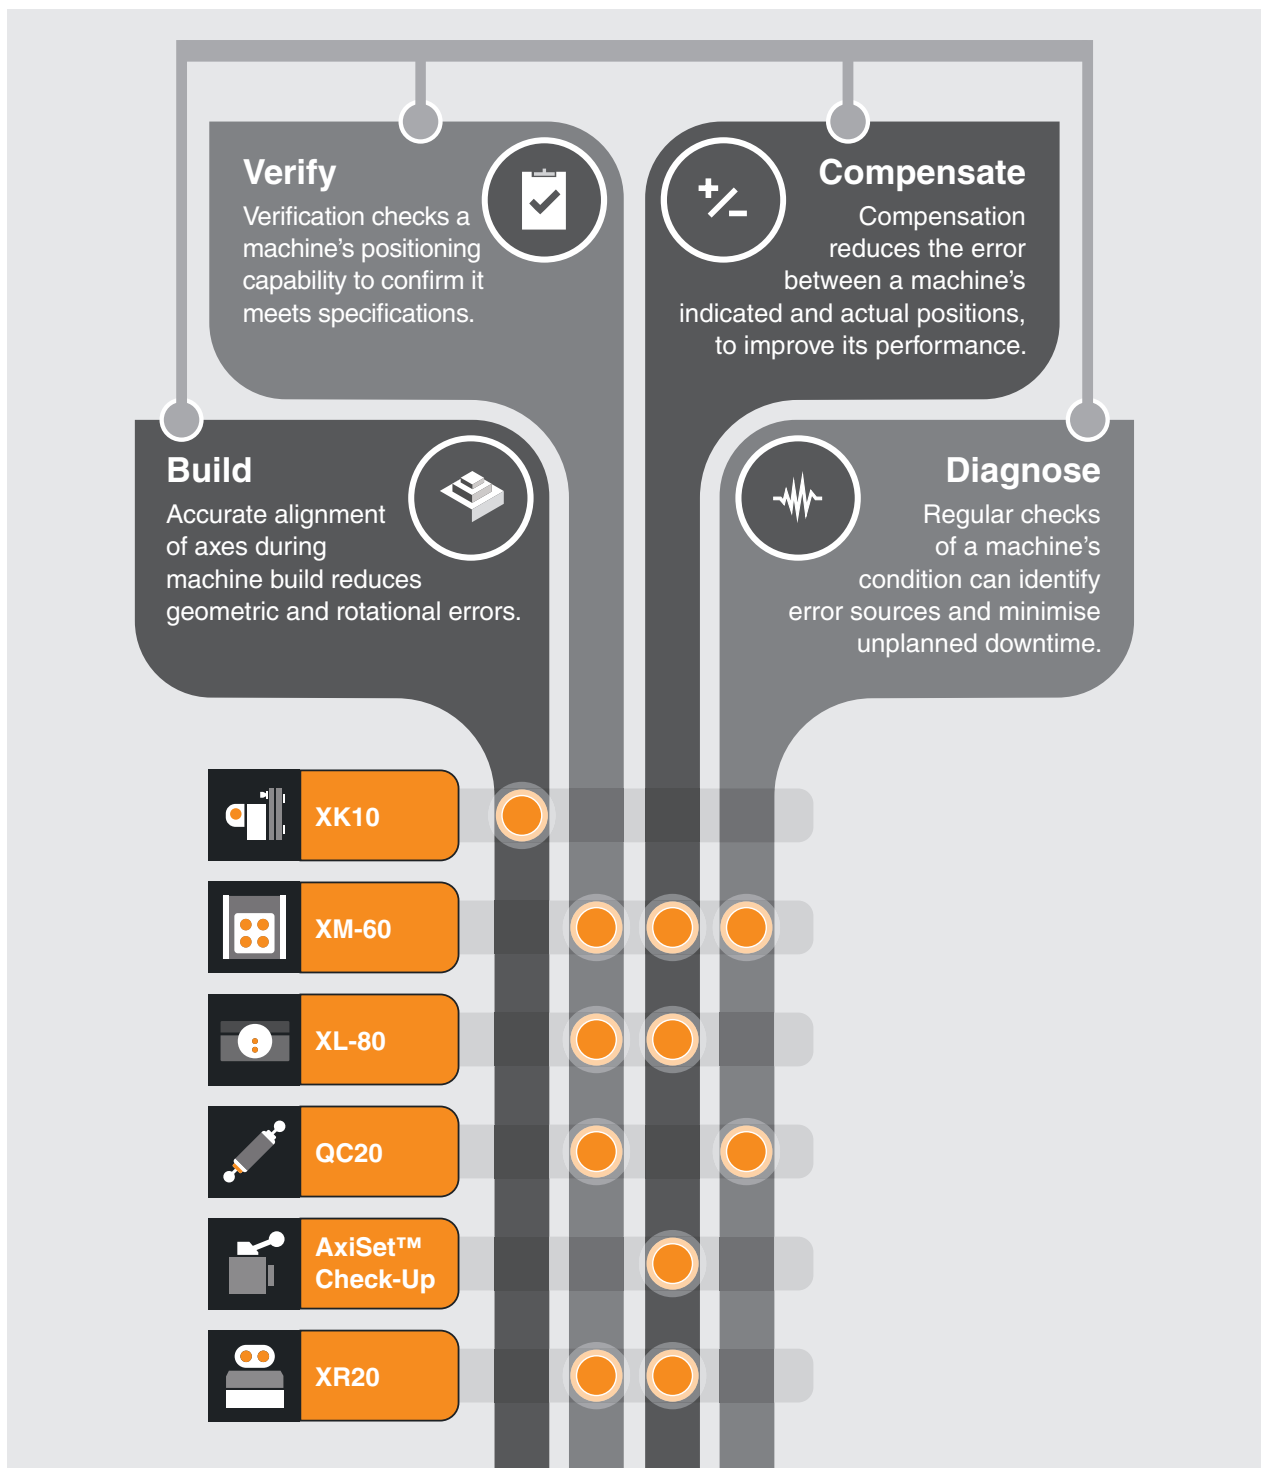 Verify
Verification checks a
machine’s positioning
capability to confirm it
meets specifications.
Compensate
Compensation
reduces the error
between a machine’s
indicated and actual positions,
to improve its performance.
Build
Accurate alignment
of axes during
machine build reduces
geometric and rotational errors.
Diagnose
Regular checks
of a machine’s
condition can identify
error sources and minimise
unplanned downtime.
XK10
XM-60
XL-80
QC20
AxiSet™
Check-Up
XR20